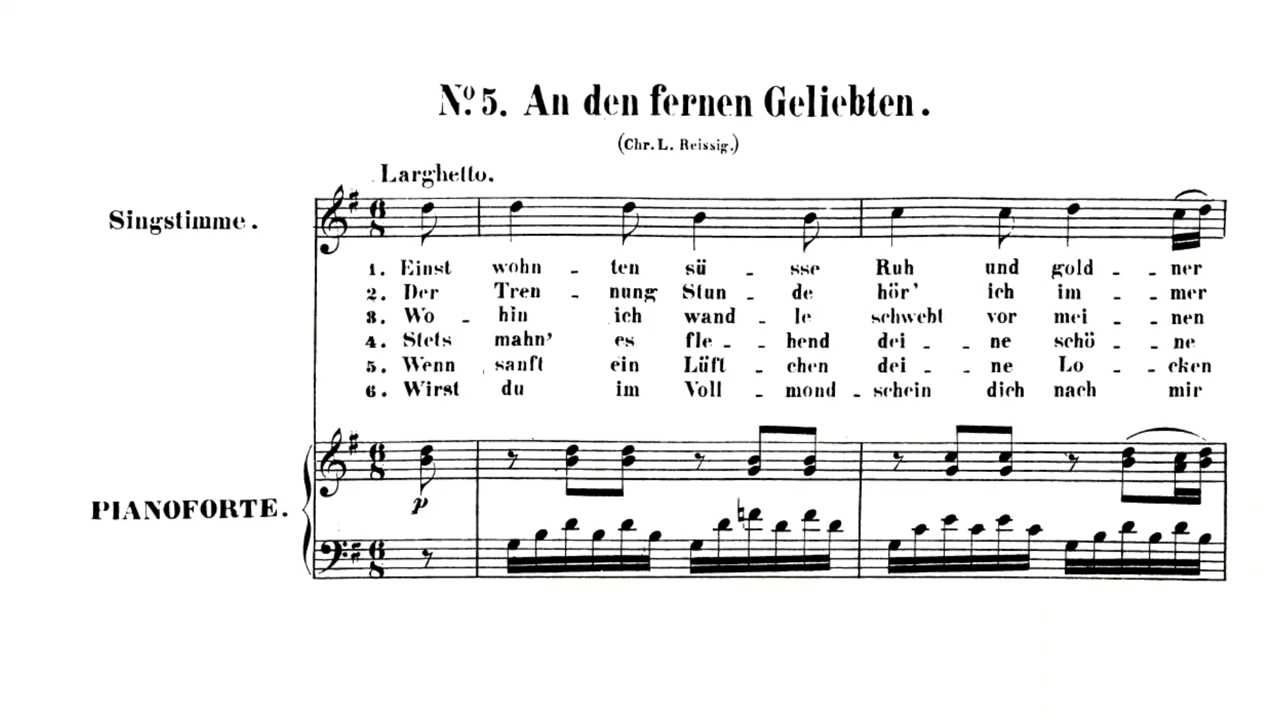 No. 5. An den fernen Geliebten.
(Chr. L. Reissig.)
Larghetto.
Singstimme.
1. Einst wohn - ten sü - sse Ruh und gold - - ner
2. Der Tren - nung Stun - de hör' ich im - - mer
3. Wo - hin ich wand - le schwebt vor mei - - nen
4. Stets mahn' es fle - - hend dei - - ne schö - - ne
5. Wenn sanft ein Lüft - chen dei - - ne Lo - - cken
6. Wirst du im Voll - mond - schein dich nach mir
p
PIANOFORTE.